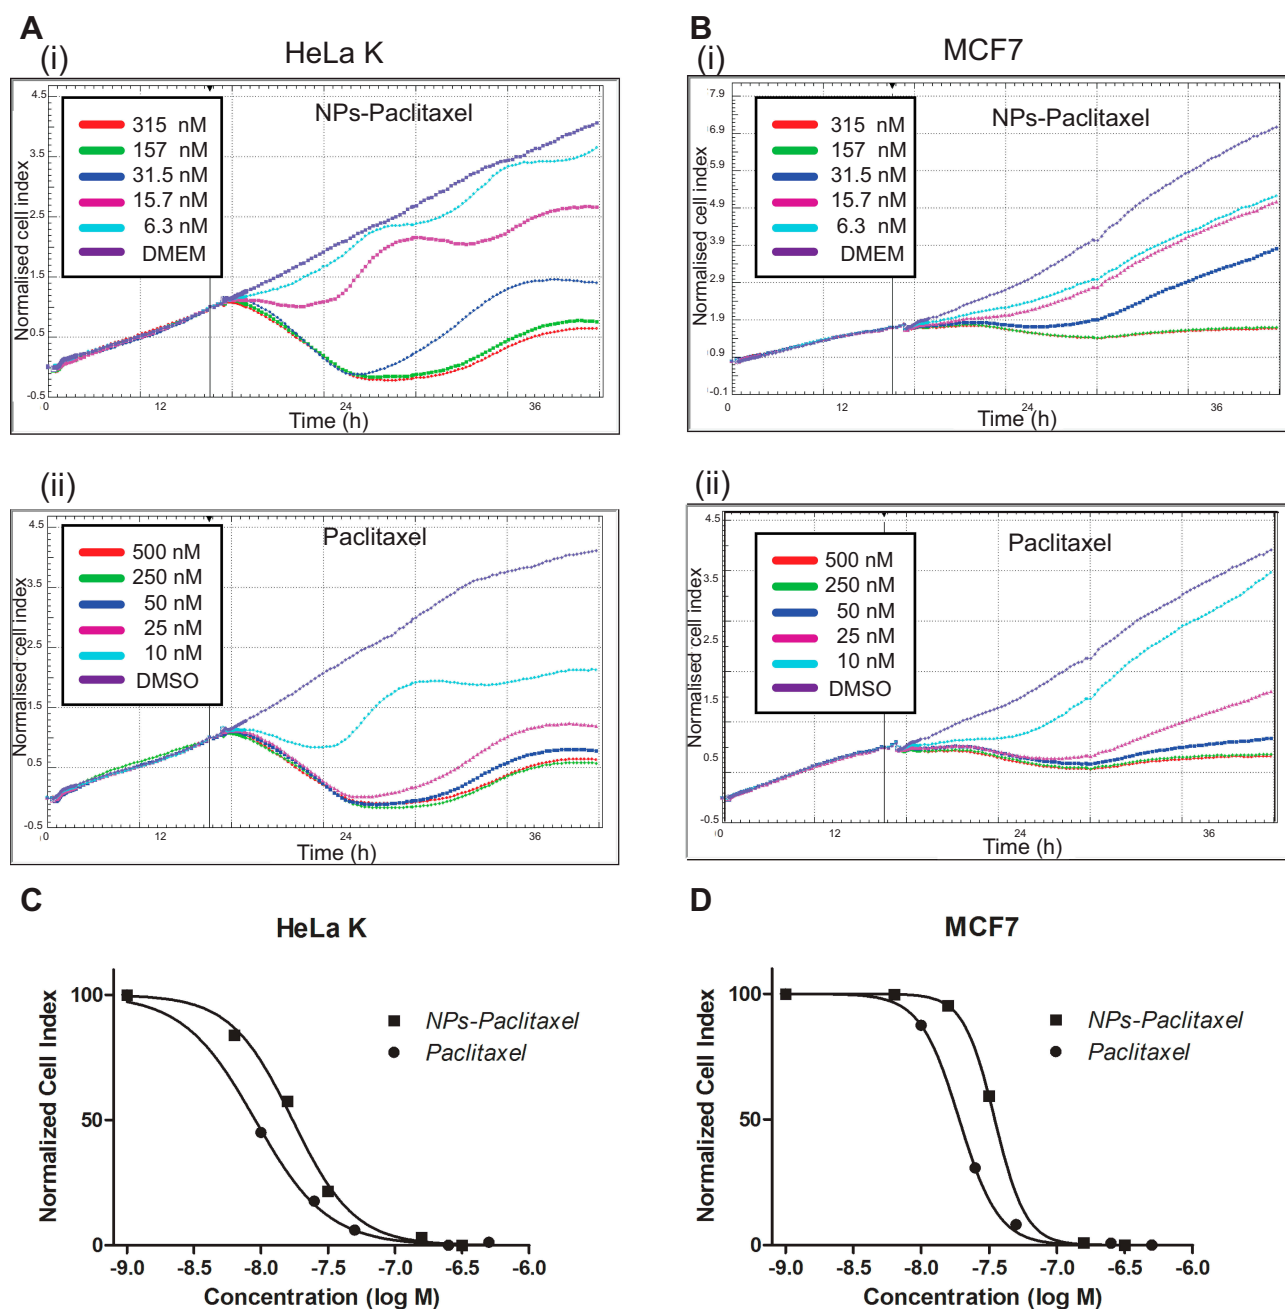 A
(i)
HeLa K
NPs-Paclitaxel
315 nM
157 nM
31.5 nM
15.7 nM
6.3 nM
DMEM
Normalised cell index
4.5
3.5
2.5
1.5
0.5
-0.5
0 12 24 36
Time (h)
B
(i)
MCF7
NPs-Paclitaxel
315 nM
157 nM
31.5 nM
15.7 nM
6.3 nM
DMEM
Normalised cell index
7.9
6.9
5.9
4.9
3.9
2.9
1.9
0.9
-0.1
0 12 24 36
Time (h)
(ii)
Paclitaxel
500 nM
250 nM
50 nM
25 nM
10 nM
DMSO
Normalised cell index
4.5
3.5
2.5
1.5
0.5
-0.5
0 12 24 36
Time (h)
(ii)
Paclitaxel
500 nM
250 nM
50 nM
25 nM
10 nM
DMSO
Normalised cell index
4.5
3.5
2.5
1.5
0.5
-0.5
0 12 24 36
Time (h)
C
HeLa K
NPs-Paclitaxel
Paclitaxel
Normalized Cell Index
100
50
0
-9.0 -8.5 -8.0 -7.5 -7.0 -6.5 -6.0
Concentration (log M)
D
MCF7
NPs-Paclitaxel
Paclitaxel
Normalized Cell Index
100
50
0
-9.0 -8.5 -8.0 -7.5 -7.0 -6.5 -6.0
Concentration (log M)